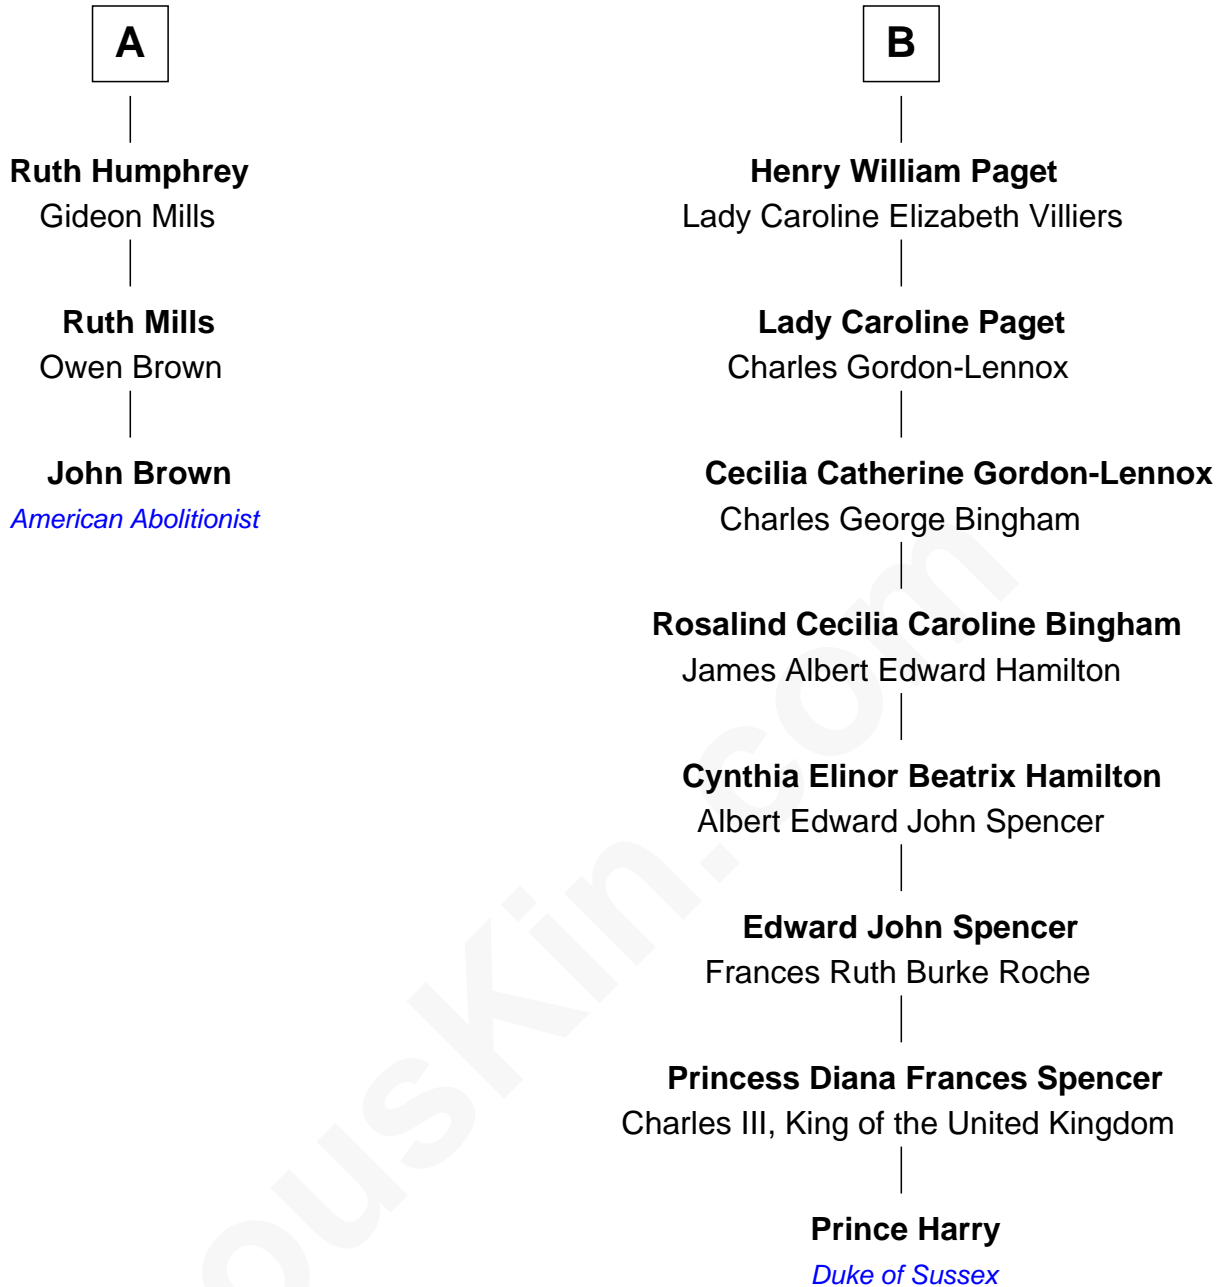 A
Ruth Humphrey
Gideon Mills
Ruth Mills
Owen Brown
John Brown
American Abolitionist
B
Henry William Paget
Lady Caroline Elizabeth Villiers
Lady Caroline Paget
Charles Gordon-Lennox
Cecilia Catherine Gordon-Lennox
Charles George Bingham
Rosalind Cecilia Caroline Bingham
James Albert Edward Hamilton
Cynthia Elinor Beatrix Hamilton
Albert Edward John Spencer
Edward John Spencer
Frances Ruth Burke Roche
Princess Diana Frances Spencer
Charles III, King of the United Kingdom
Prince Harry
Duke of Sussex
ousKin.com